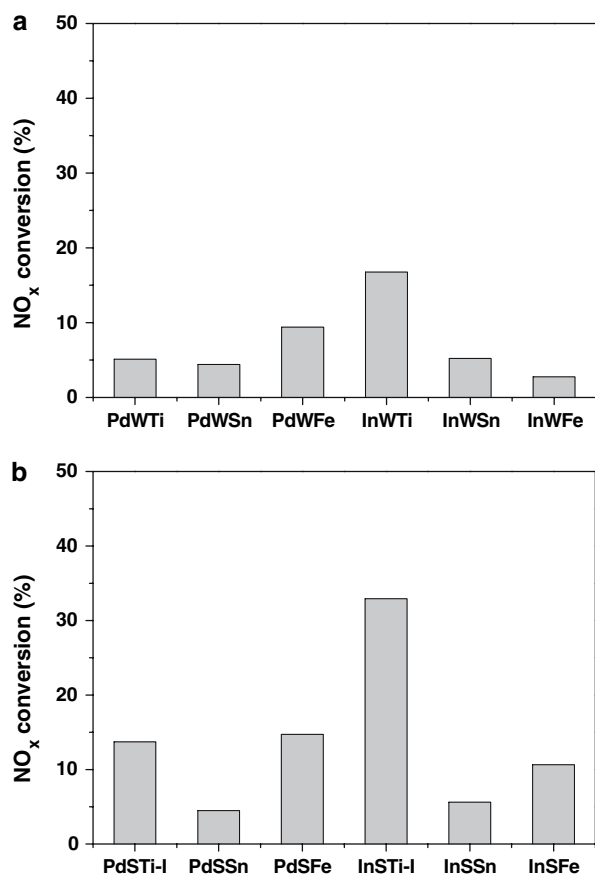 a
50
40
30
20
10
0
NOx conversion (%)
PdWTi PdWSn PdWFe InWTi InWSn InWFe
b
50
40
30
20
10
0
NOx conversion (%)
PdSTi-I PdSSn PdSFe InSTi-I InSSn InSFe